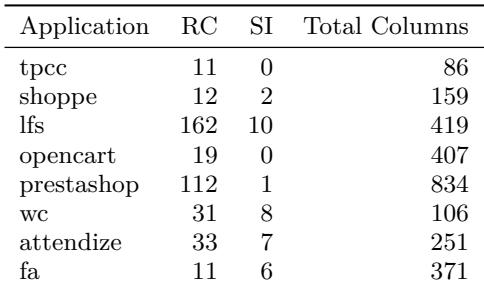 Application RC SI Total Columns
tpcc 11 0 86
shoppe 12 2 159
lfs 162 10 419
opencart 19 0 407
prestashop 112 1 834
wc 31 8 106
attendize 33 7 251
fa 11 6 371